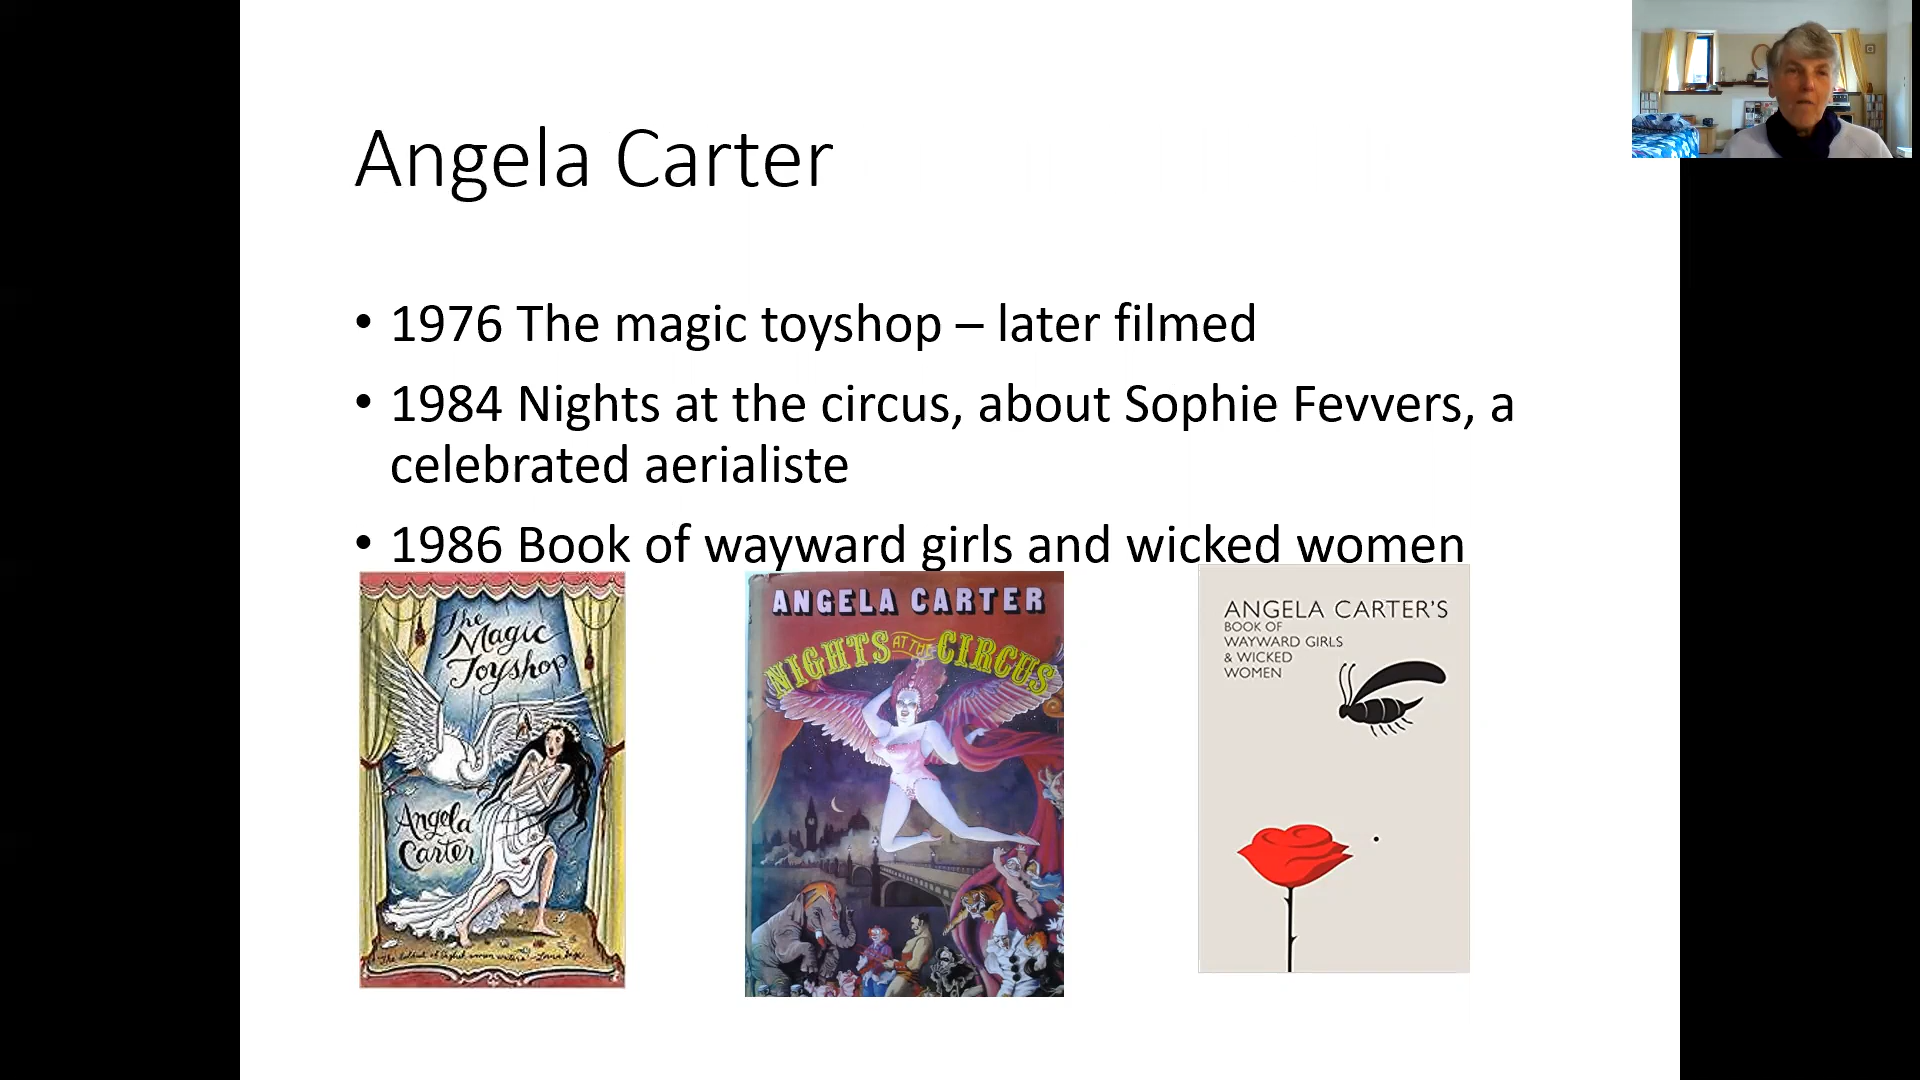 Angela Carter
• 1976 The magic toyshop – later filmed
• 1984 Nights at the circus, about Sophie Fevvers, a
celebrated aerialiste
• 1986 Book of wayward girls and wicked women
The
Magic
Toyshop
Angela
Carter
ANGELA CARTER
NIGHTS AT THE CIRCUS
ANGELA CARTER'S
BOOK OF
WAYWARD GIRLS
& WICKED
WOMEN